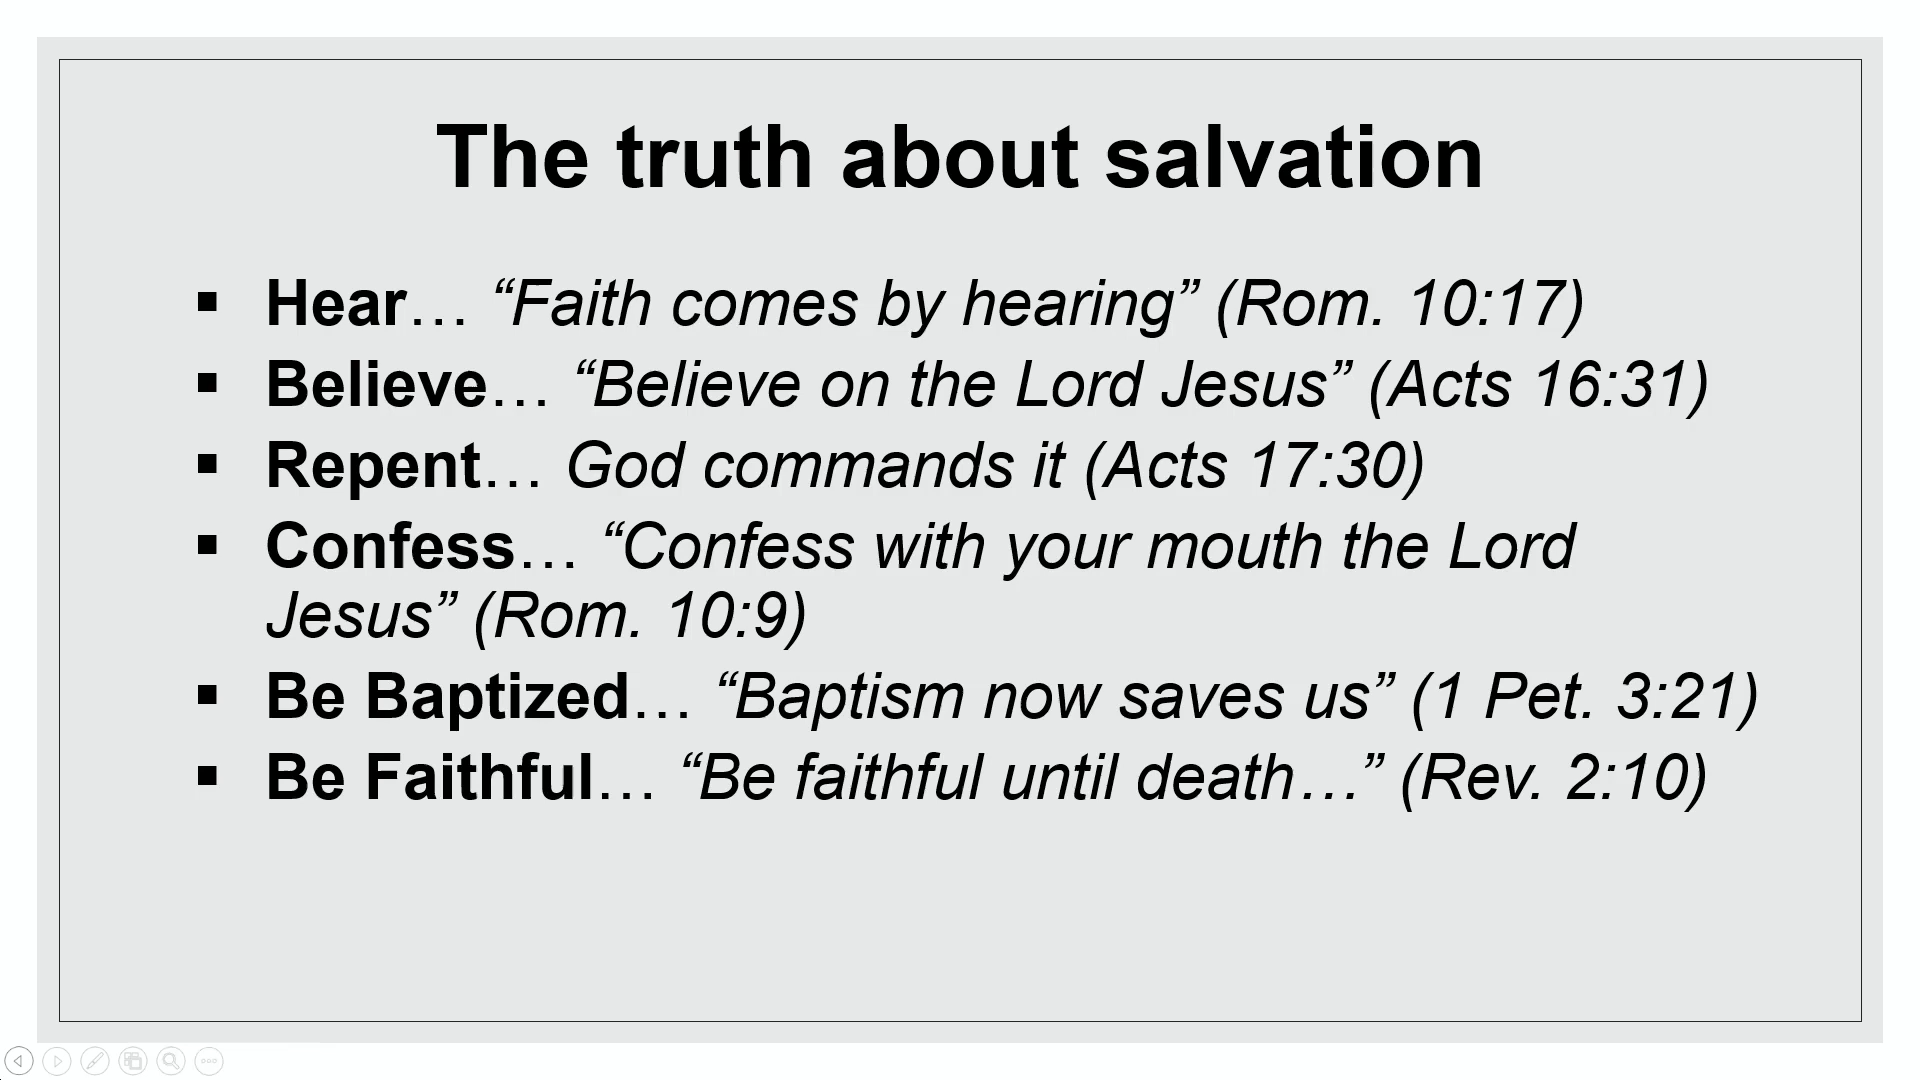 The truth about salvation
▪ Hear… “Faith comes by hearing” (Rom. 10:17)
▪ Believe… “Believe on the Lord Jesus” (Acts 16:31)
▪ Repent… God commands it (Acts 17:30)
▪ Confess… “Confess with your mouth the Lord
Jesus” (Rom. 10:9)
▪ Be Baptized… “Baptism now saves us” (1 Pet. 3:21)
▪ Be Faithful… “Be faithful until death…” (Rev. 2:10)